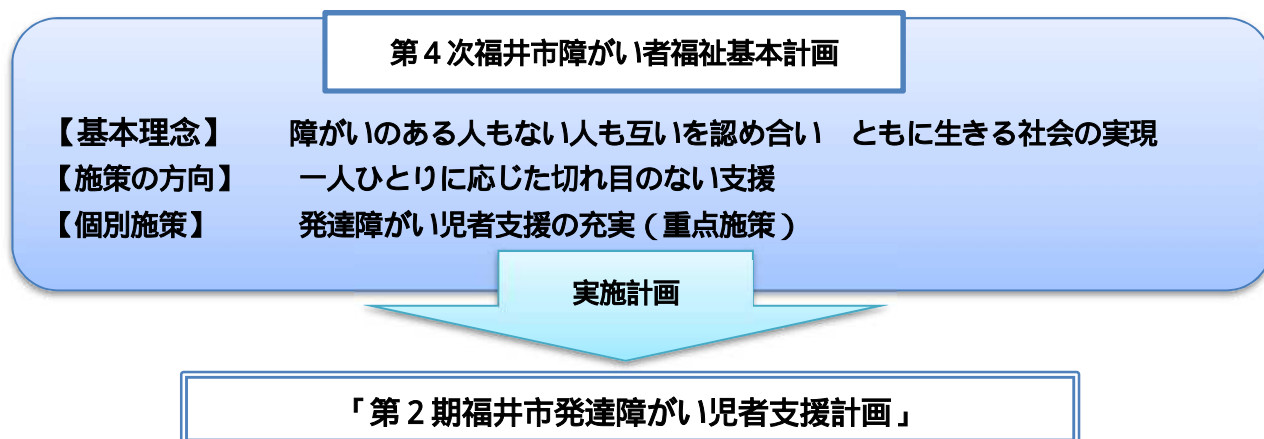 第4次福井市障がい者福祉基本計画
【基本理念】　障がいのある人もない人も互いを認め合い　ともに生きる社会の実現
【施策の方向】　一人ひとりに応じた切れ目のない支援
【個別施策】　発達障がい児者支援の充実（重点施策）
実施計画
「第2期福井市発達障がい児者支援計画」